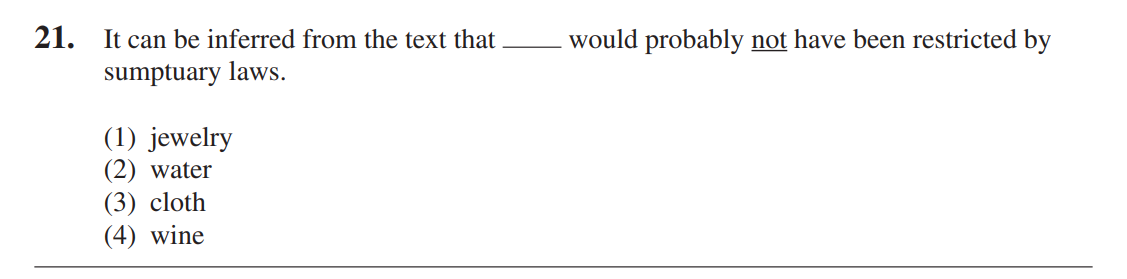 21. It can be inferred from the text that ____ would probably not have been restricted by
sumptuary laws.
(1) jewelry
(2) water
(3) cloth
(4) wine